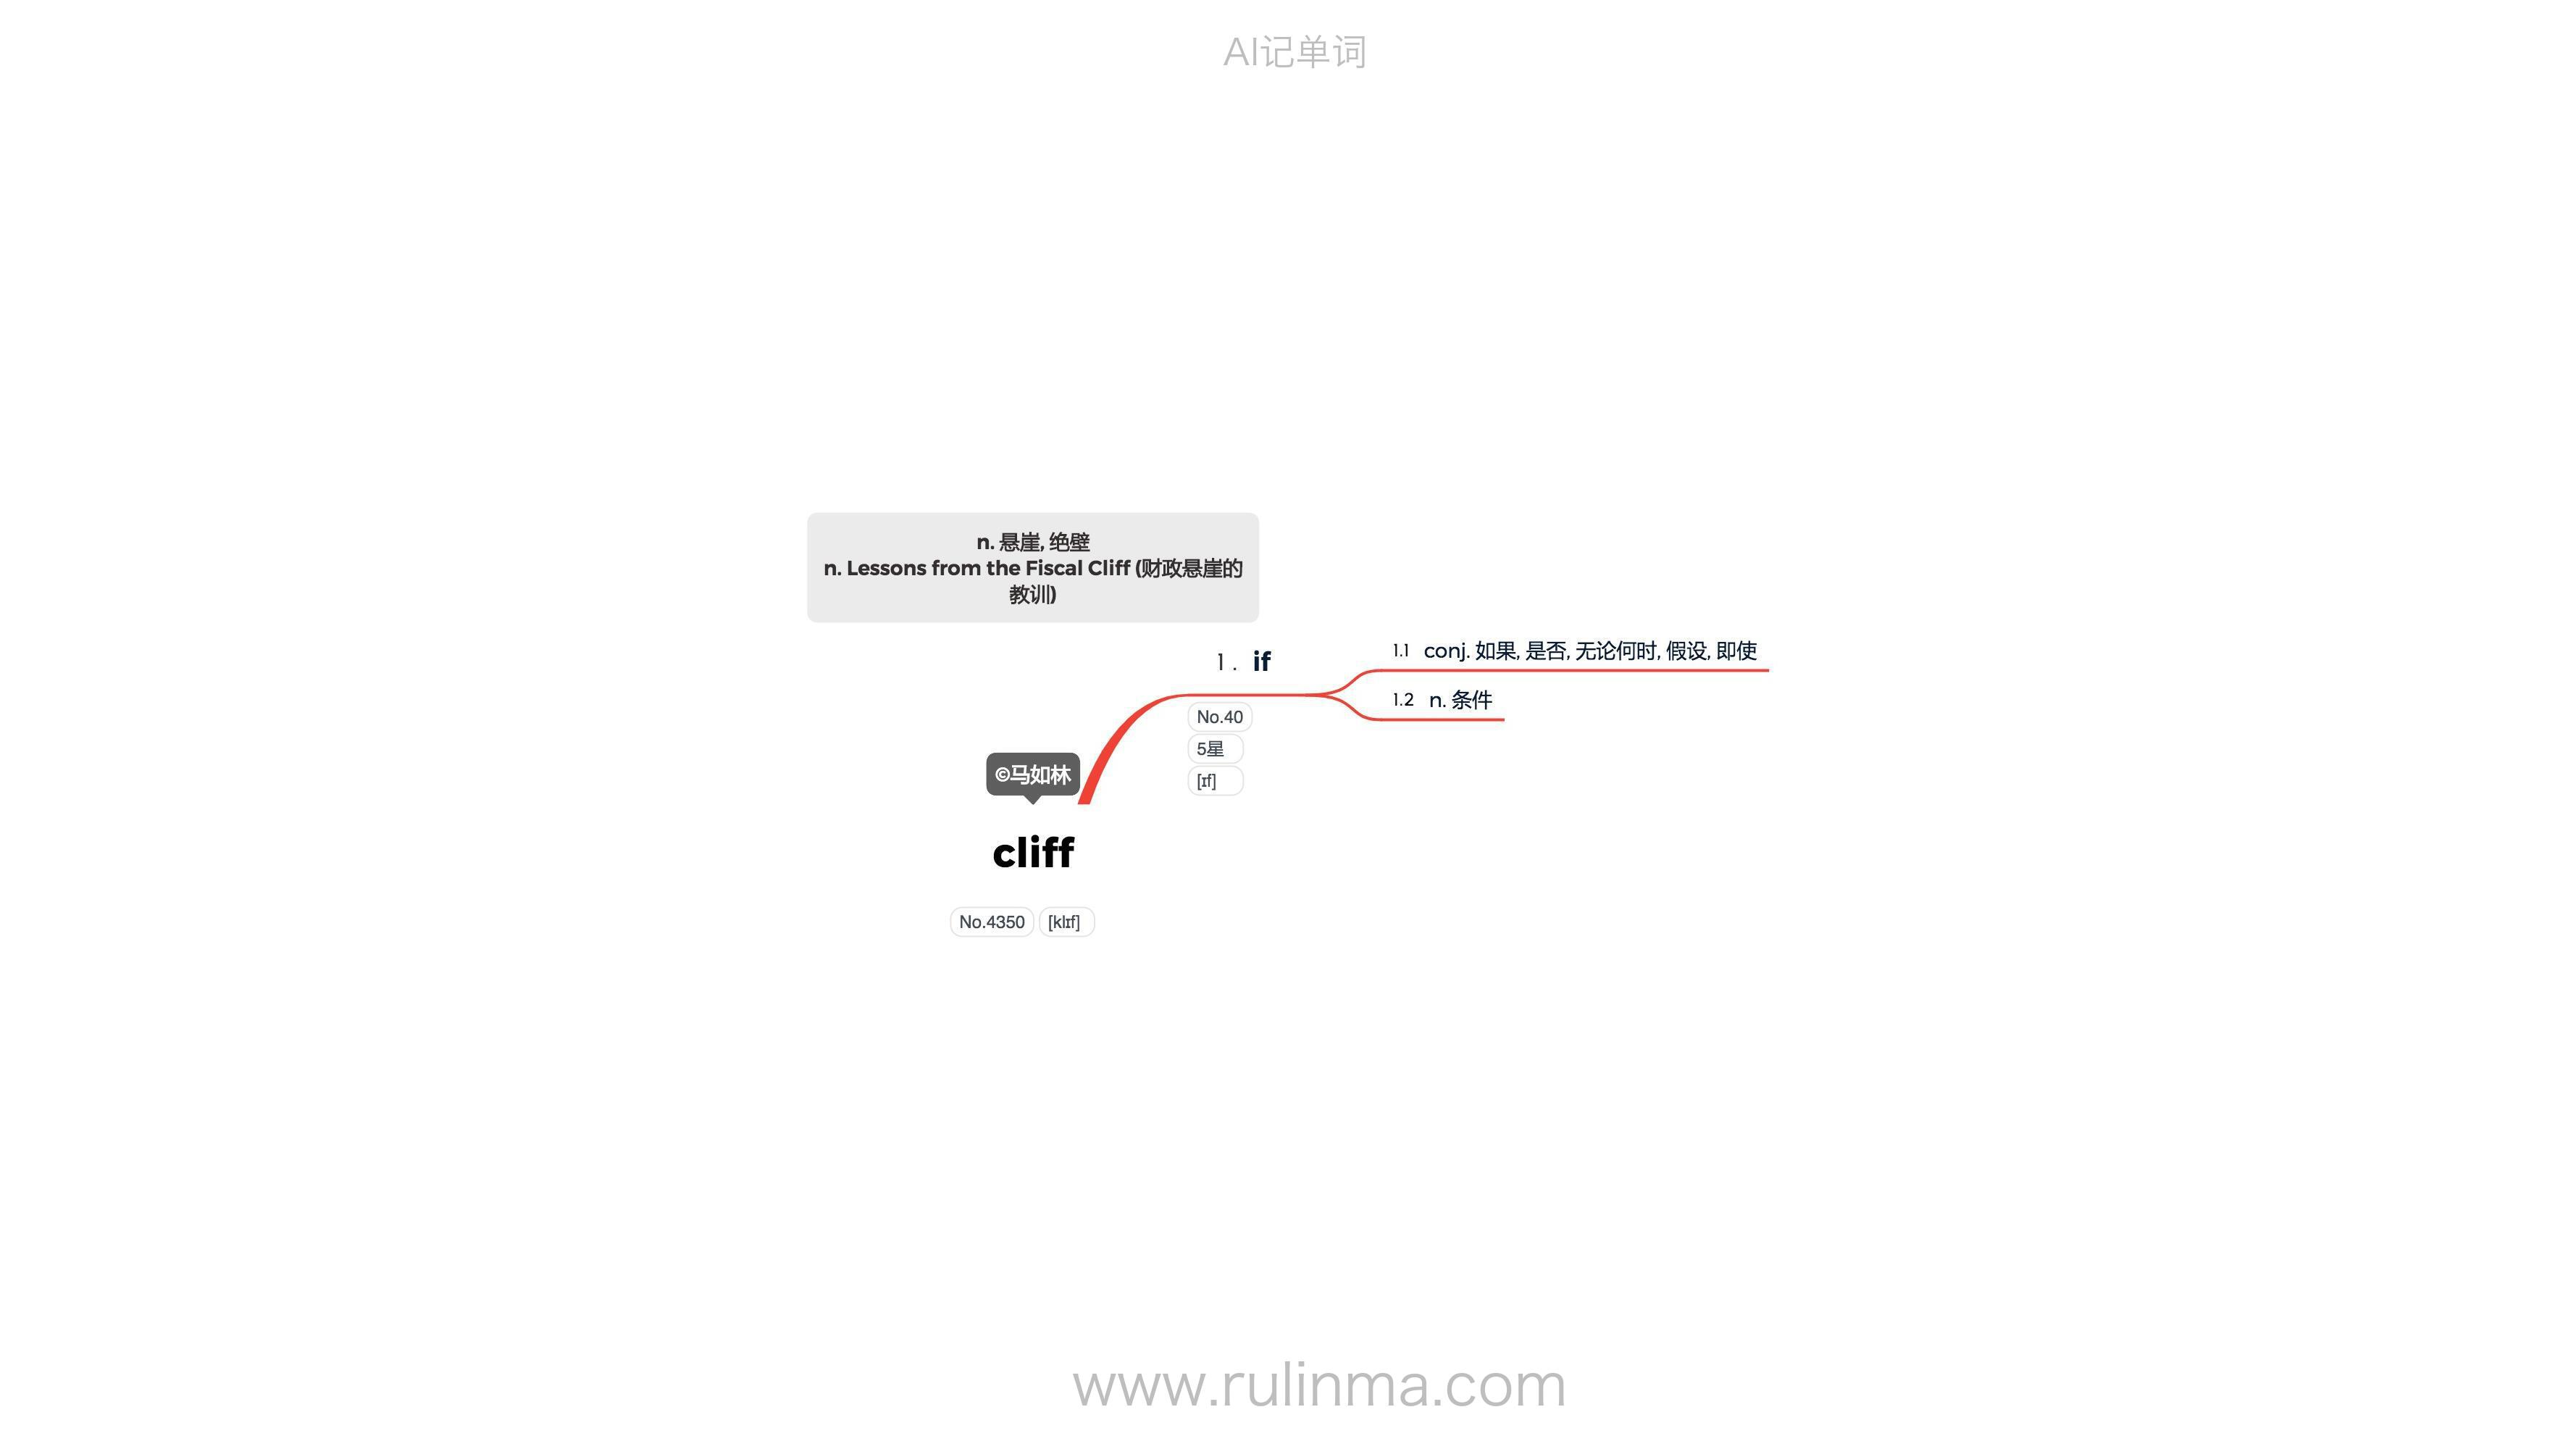 AI记单词
n. 悬崖, 绝壁
n. Lessons from the Fiscal Cliff (财政悬崖的
教训)
1. if
1.1 conj. 如果, 是否, 无论何时, 假设, 即使
1.2 n. 条件
No.40
5星
[ɪf]
©马如林
cliff
No.4350 [klɪf]
www.rulinma.com